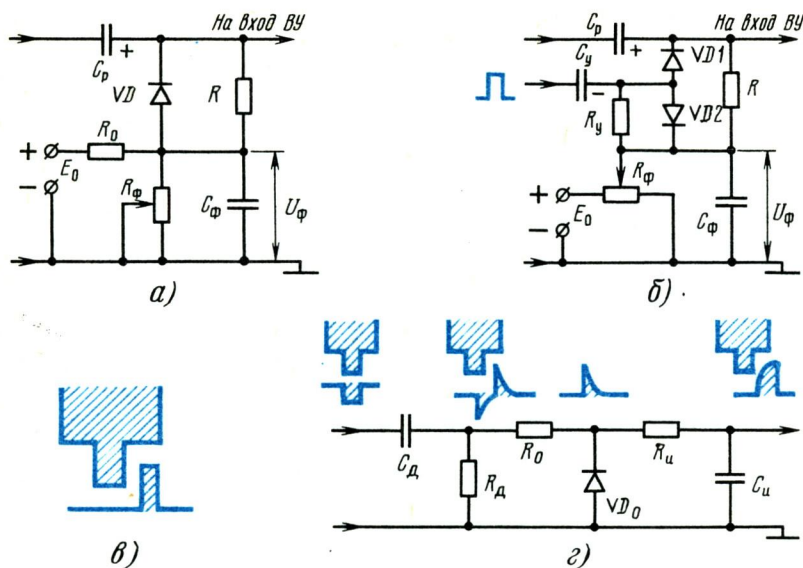 На вход ВУ
Cр
+
VD
R
+
R0
-
E0
Rф
Cф
Uф
а)
На вход ВУ
Cр
+
Cу
-
VD1
Rу
VD2
R
+
Rф
-
E0
Cф
Uф
б)
в)
Cд
Rд
R0
VD0
Rи
Cи
г)